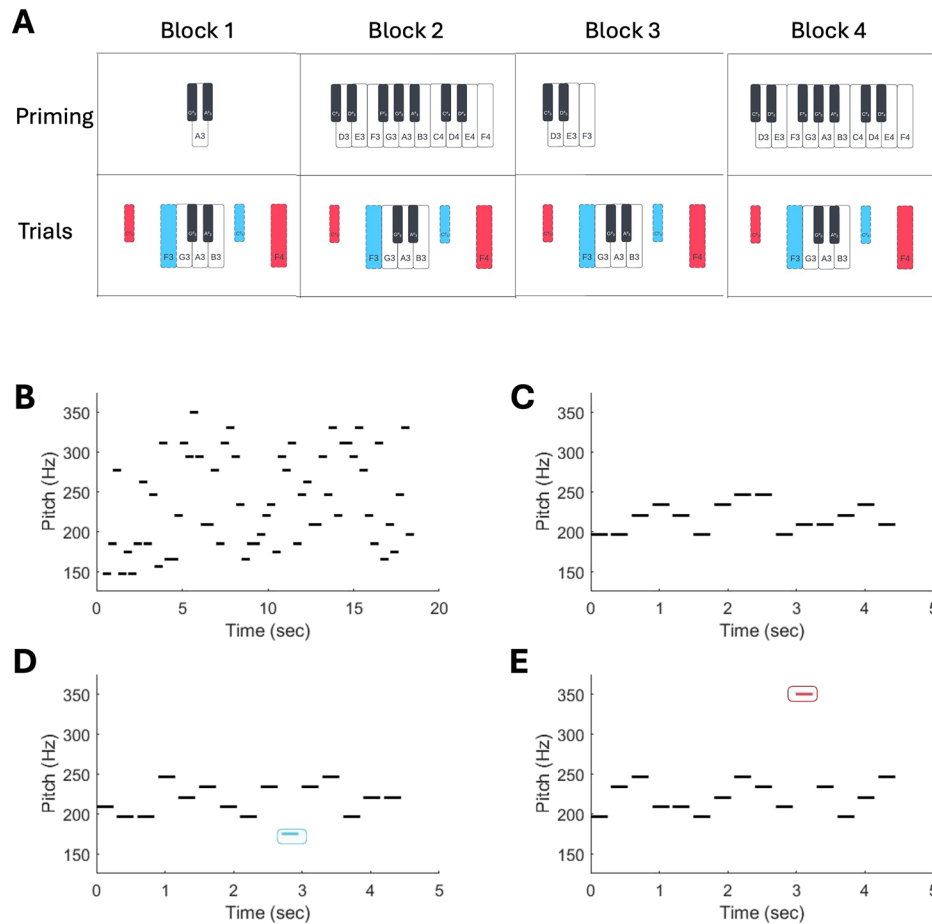 A
Block 1 Block 2 Block 3 Block 4
Priming
A3
D3 E3 F3 G3 A3 B3 C4 D4 E4 F4
D3 E3 F3
D3 E3 F3 G3 A3 B3 C4 D4 E4 F4
Trials
F3 G3 A3 B3 F4
F3 G3 A3 B3 F4
F3 G3 A3 B3 F4
F3 G3 A3 B3 F4
B
350
300
250
200
150
Pitch (Hz)
0 5 10 15 20
Time (sec)
C
350
300
250
200
150
Pitch (Hz)
0 1 2 3 4 5
Time (sec)
D
350
300
250
200
150
Pitch (Hz)
0 1 2 3 4 5
Time (sec)
E
350
300
250
200
150
Pitch (Hz)
0 1 2 3 4 5
Time (sec)